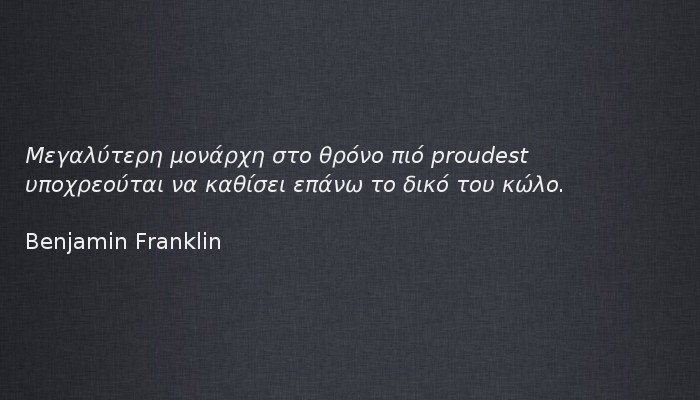 Μεγαλύτερη μονάρχη στο θρόνο πιό proudest
υποχρεούται να καθίσει επάνω το δικό του κώλο.
Benjamin Franklin